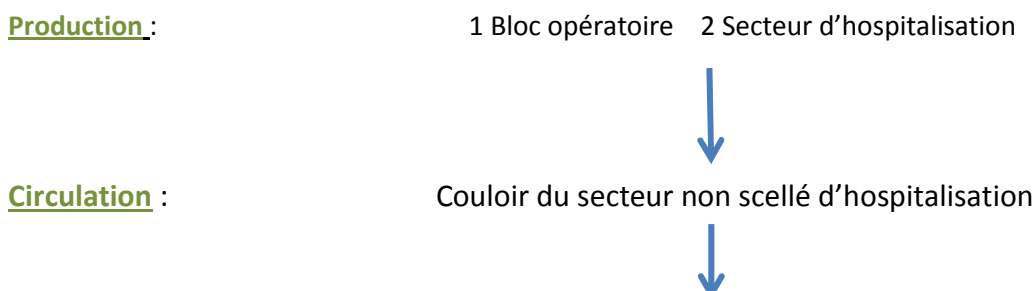 Production : 1 Bloc opératoire 2 Secteur d’hospitalisation
Circulation : Couloir du secteur non scellé d’hospitalisation